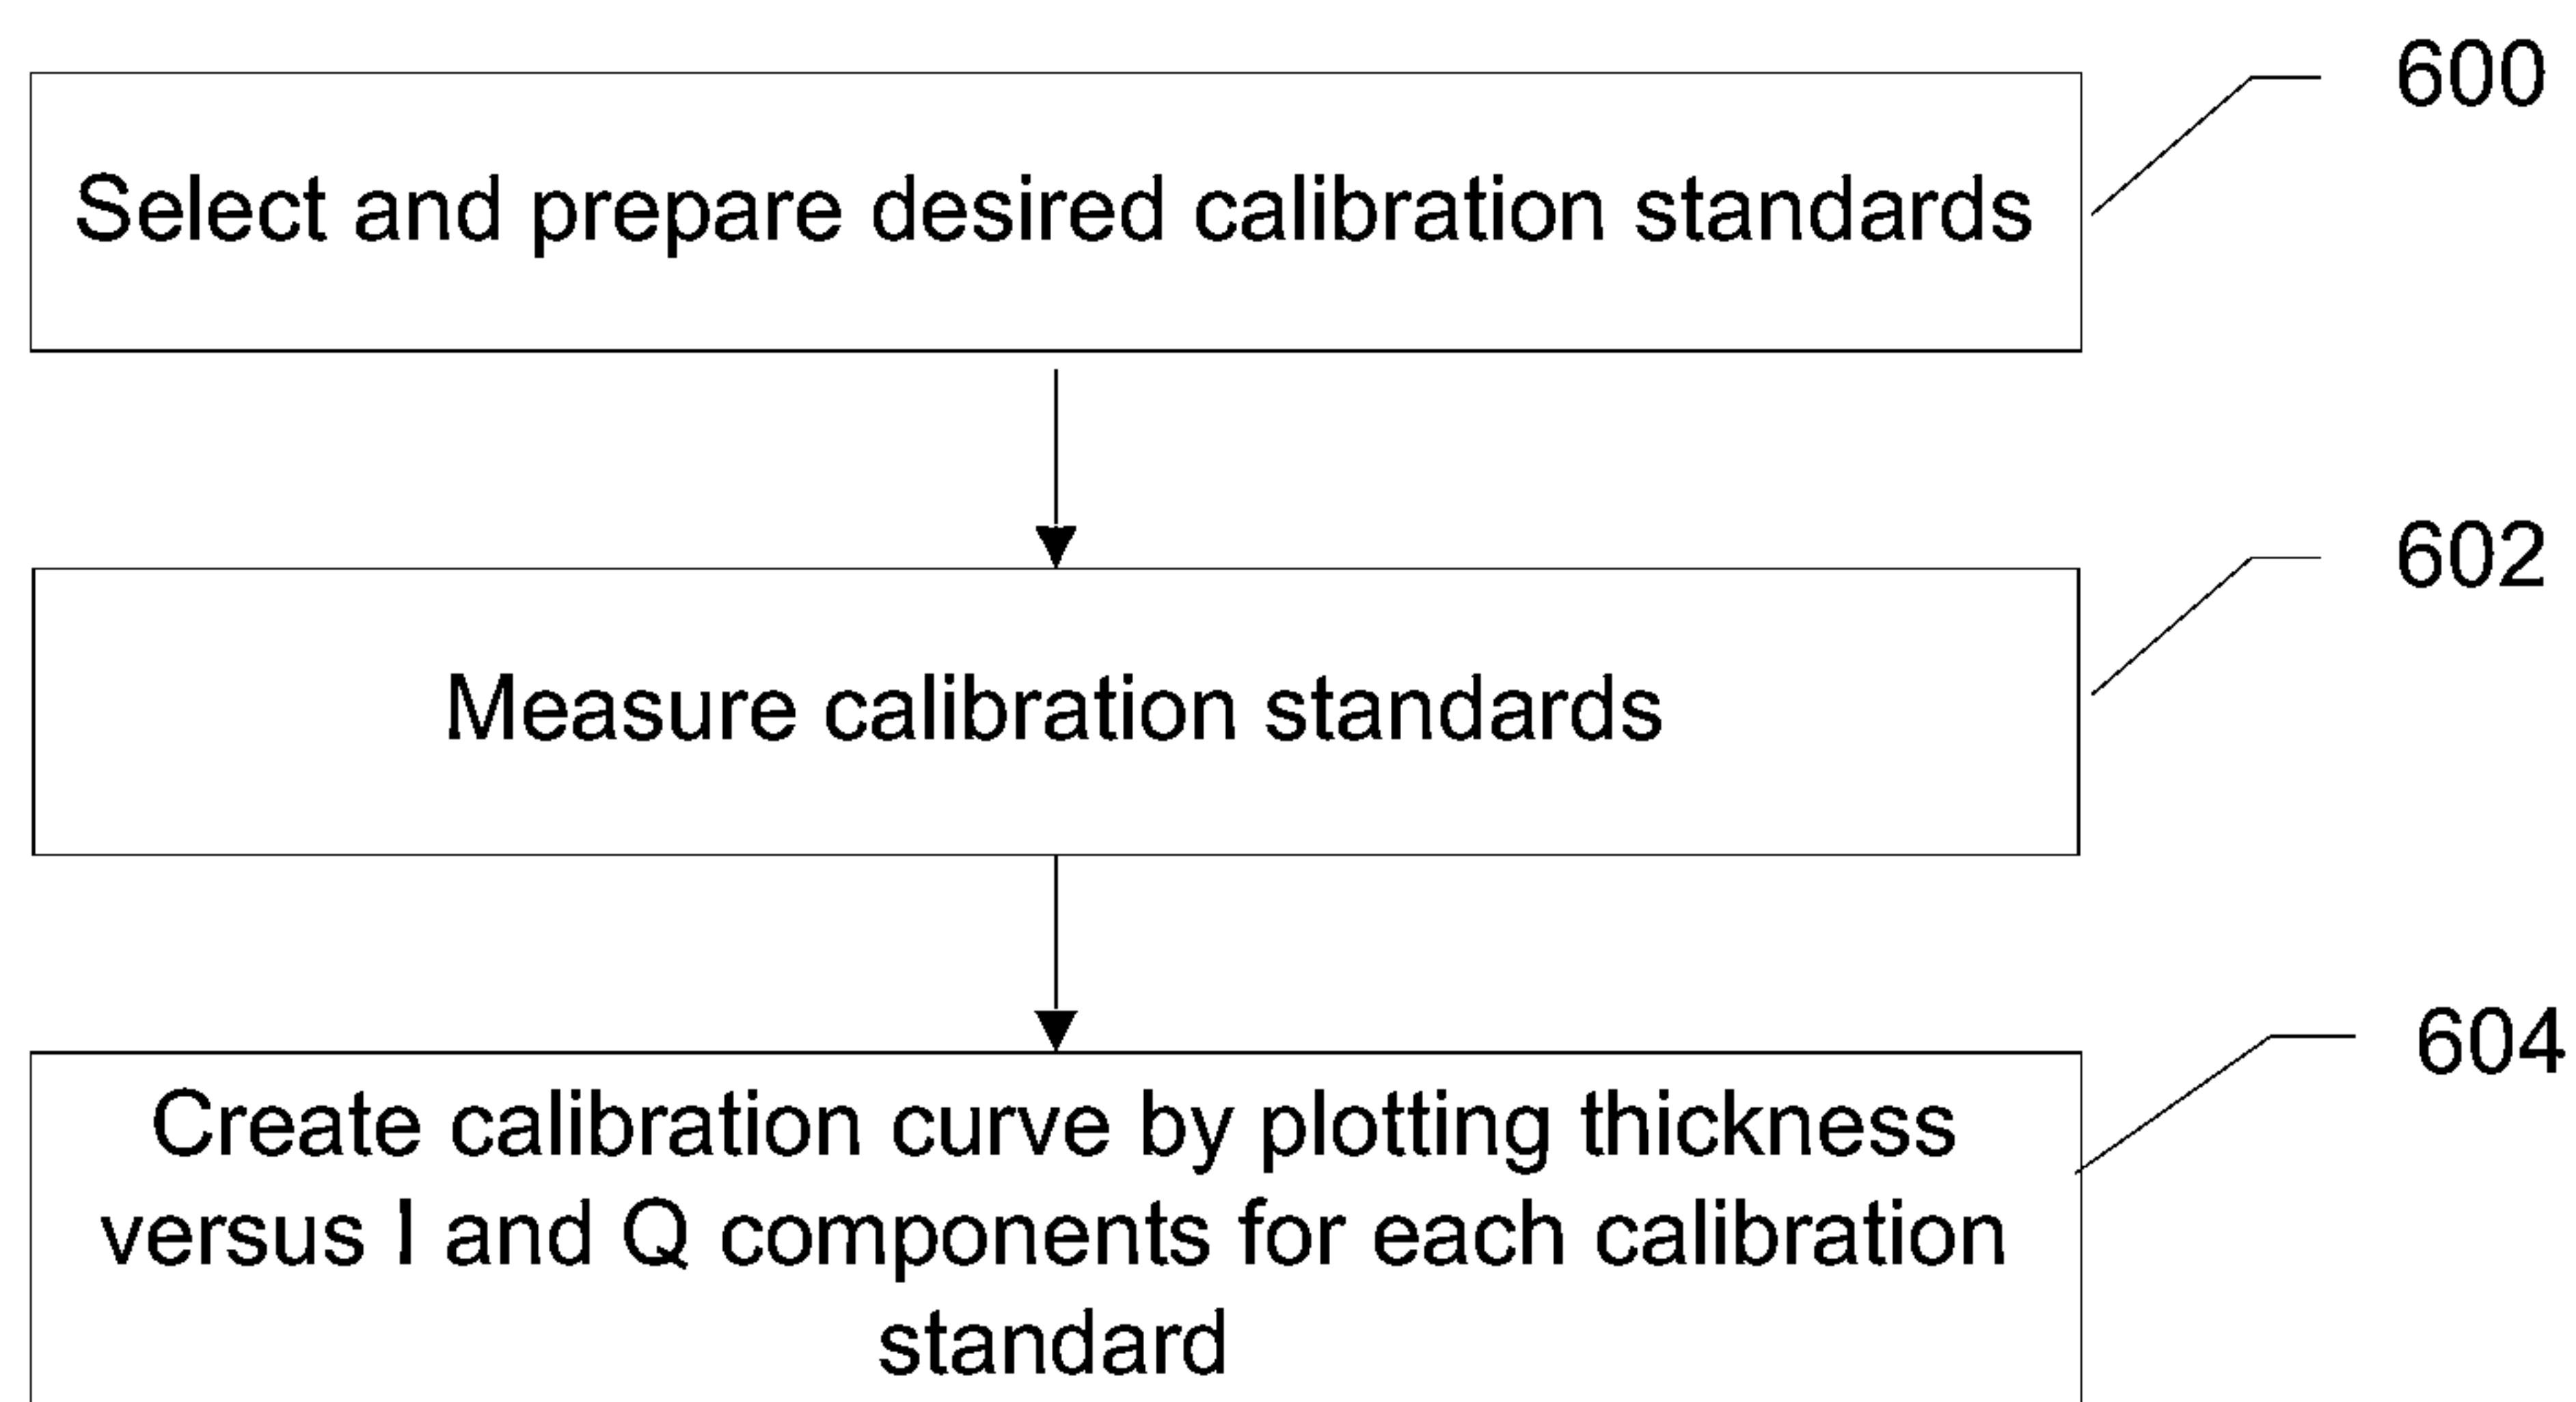 600
Select and prepare desired calibration standards
602
Measure calibration standards
604
Create calibration curve by plotting thickness
versus I and Q components for each calibration
standard